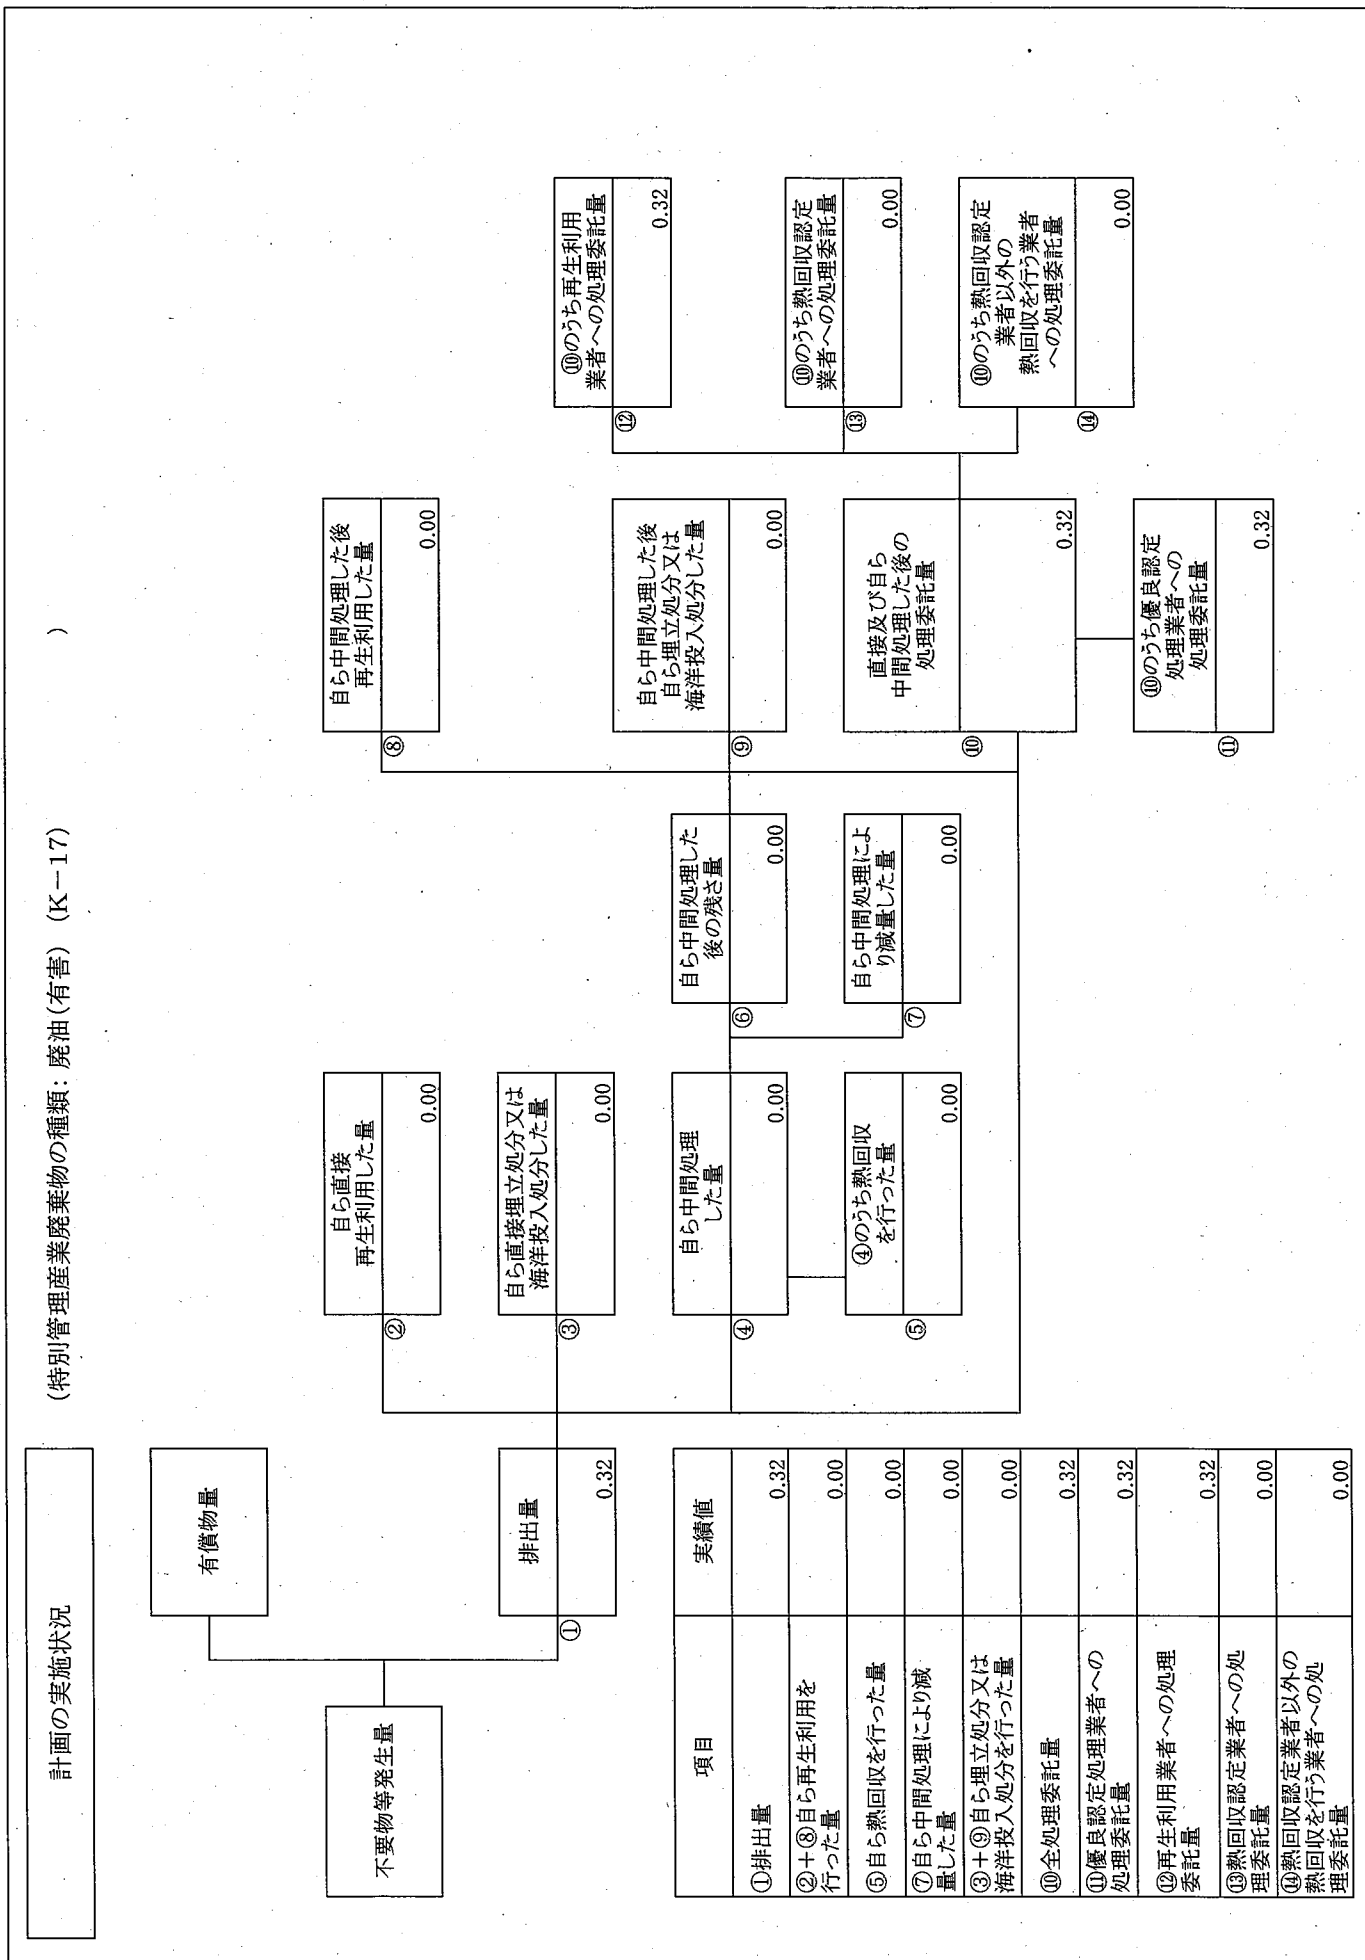 計画の実施状況
(特別管理産業廃棄物の種類: 廃油(有害) (K－17)
)
不要物等発生量
有償物量
①
排出量
0.32
②
自ら直接
再生利用した量
0.00
③
自ら直接埋立処分又は
海洋投入処分した量
0.00
④
自ら中間処理
した量
0.00
⑤
④のうち熱回収
を行った量
0.00
⑥
自ら中間処理した
後の残さ量
0.00
⑦
自ら中間処理によ
り減量した量
0.00
⑧
自ら中間処理した後
再生利用した量
0.00
⑨
自ら中間処理した後
自ら埋立処分又は
海洋投入処分した量
0.00
⑩
直接及び自ら
中間処理した後の
処理委託量
0.32
⑪
⑩のうち優良認定
処理業者への
処理委託量
0.32
⑫
⑩のうち再生利用
業者への処理委託量
0.32
⑬
⑩のうち熱回収認定
業者への処理委託量
0.00
⑭
⑩のうち熱回収認定
業者以外の
熱回収を行う業者
への処理委託量
0.00
項目 実績値
①排出量 0.32
②＋⑧自ら再生利用を
行った量 0.00
⑤自ら熱回収を行った量 0.00
⑦自ら中間処理により減
量した量 0.00
③＋⑨自ら埋立処分又は
海洋投入処分を行った量 0.00
⑩全処理委託量 0.32
⑪優良認定処理業者への
処理委託量 0.32
⑫再生利用業者への処理
委託量 0.32
⑬熱回収認定業者への処
理委託量 0.00
⑭熱回収認定業者以外の
熱回収を行う業者への処
理委託量 0.00